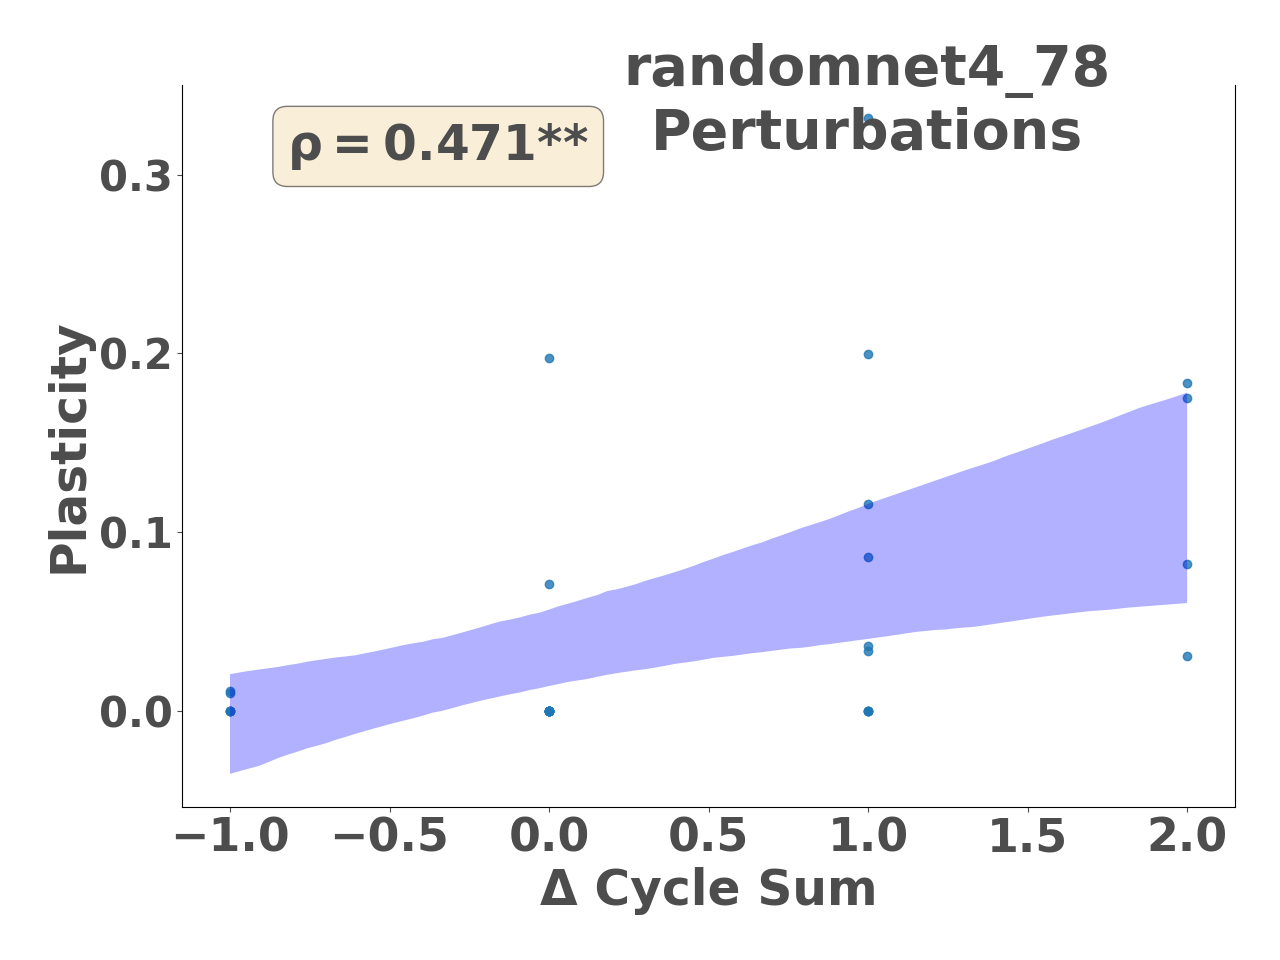 randomnet4_78
Perturbations
ρ = 0.471**
0.3
0.2
0.1
0.0
Plasticity
−1.0 −0.5 0.0 0.5 1.0 1.5 2.0
Δ Cycle Sum